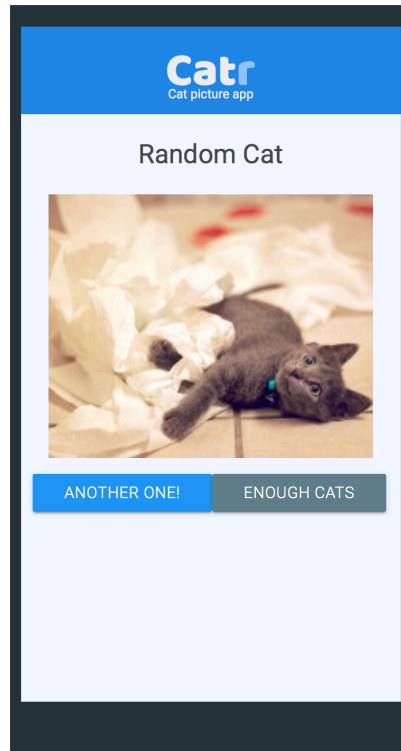 Catr
Cat picture app
Random Cat
ANOTHER ONE!
ENOUGH CATS